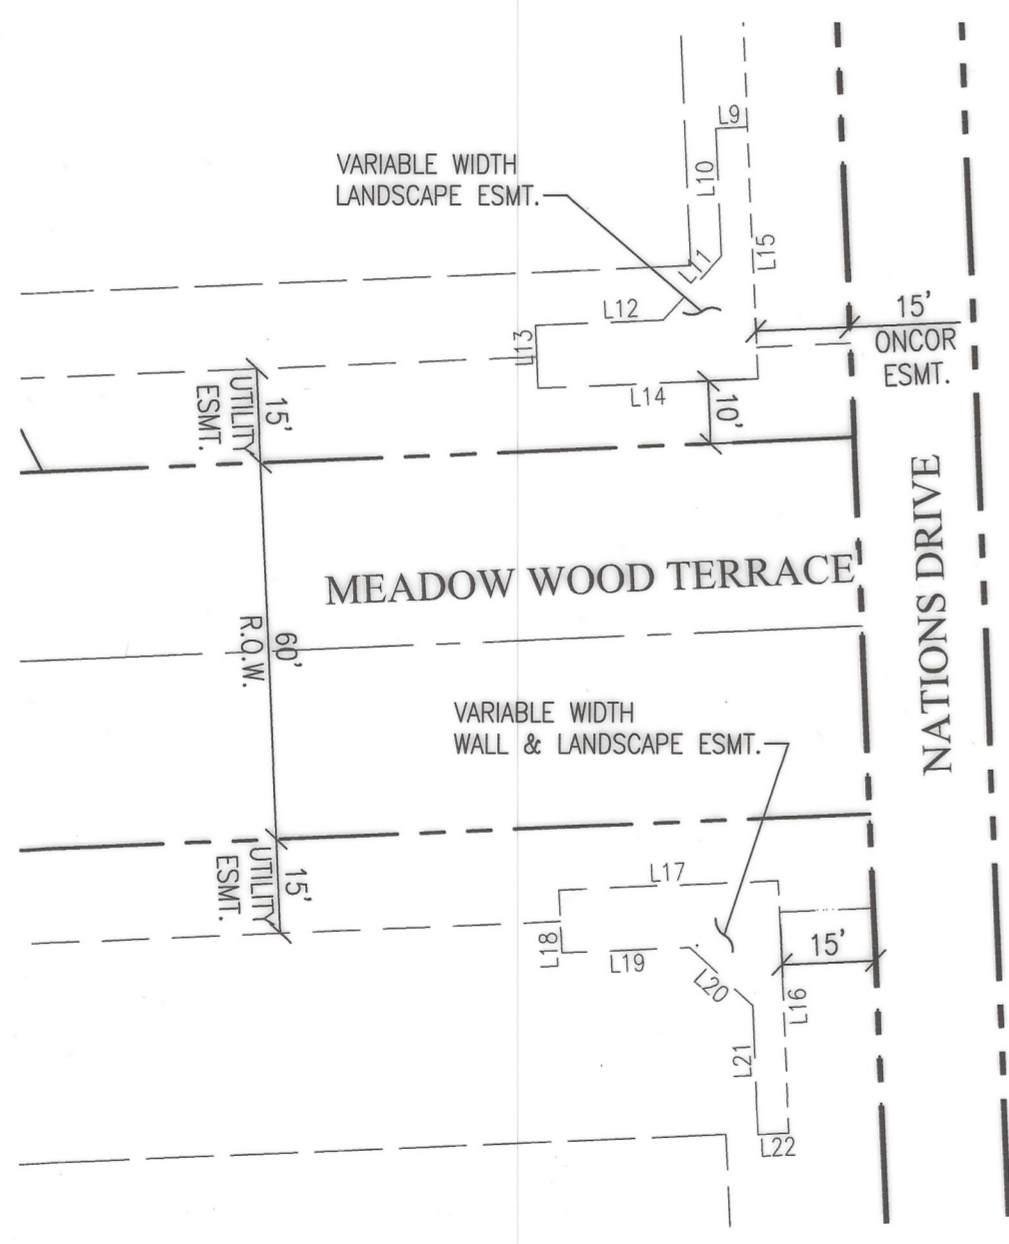 L9
VARIABLE WIDTH
LANDSCAPE ESMT.
L10
L15
L11
L12
15'
ONCOR
ESMT.
L13
L14
10'
15'
UTILITY
ESMT.
MEADOW WOOD TERRACE
NATIONS DRIVE
60'
R.O.W.
VARIABLE WIDTH
WALL & LANDSCAPE ESMT.
L17
15'
UTILITY
ESMT.
L18
L19
L20
15'
L16
L21
L22